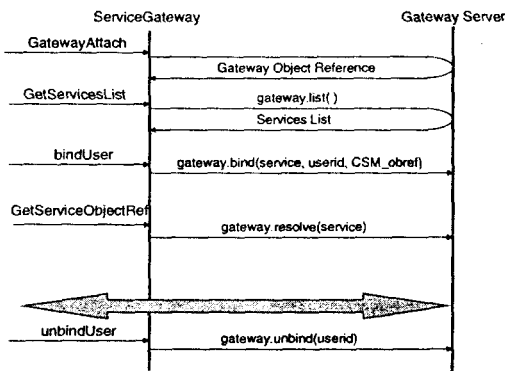 ServiceGateway
Gateway Server
GatewayAttach
Gateway Object Reference
GetServicesList
gateway.list( )
Services List
bindUser
gateway.bind(service, userid, CSM_obref)
GetServiceObjectRef
gateway.resolve(service)
unbindUser
gateway.unbind(userid)